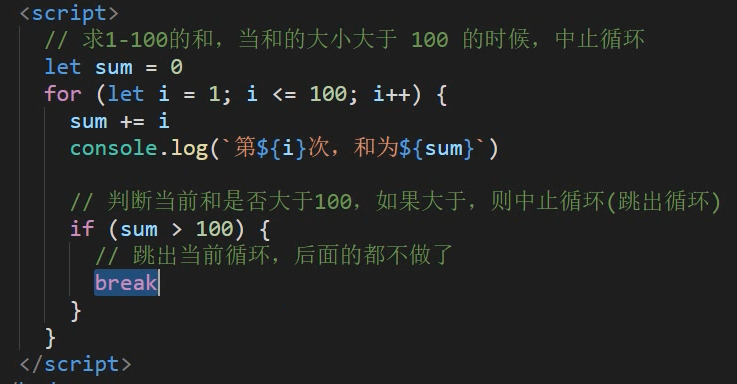 <script>
// 求1-100的和，当和的大小大于 100 的时候，中止循环
let sum = 0
for (let i = 1; i <= 100; i++) {
sum += i
console.log(`第${i}次，和为${sum}`)
// 判断当前和是否大于100，如果大于，则中止循环(跳出循环)
if (sum > 100) {
// 跳出当前循环，后面的都不做了
break
}
}
</script>